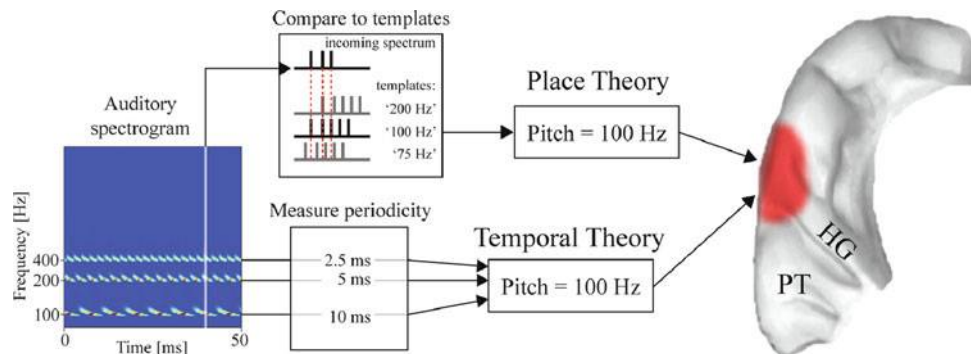 Compare to templates
incoming spectrum
templates:
'200 Hz'
'100 Hz'
'75 Hz'
Auditory
spectrogram
Frequency [Hz]
400
200
100
0
50
Time [ms]
Measure periodicity
2.5 ms
5 ms
10 ms
Place Theory
Pitch = 100 Hz
Temporal Theory
Pitch = 100 Hz
HG
PT